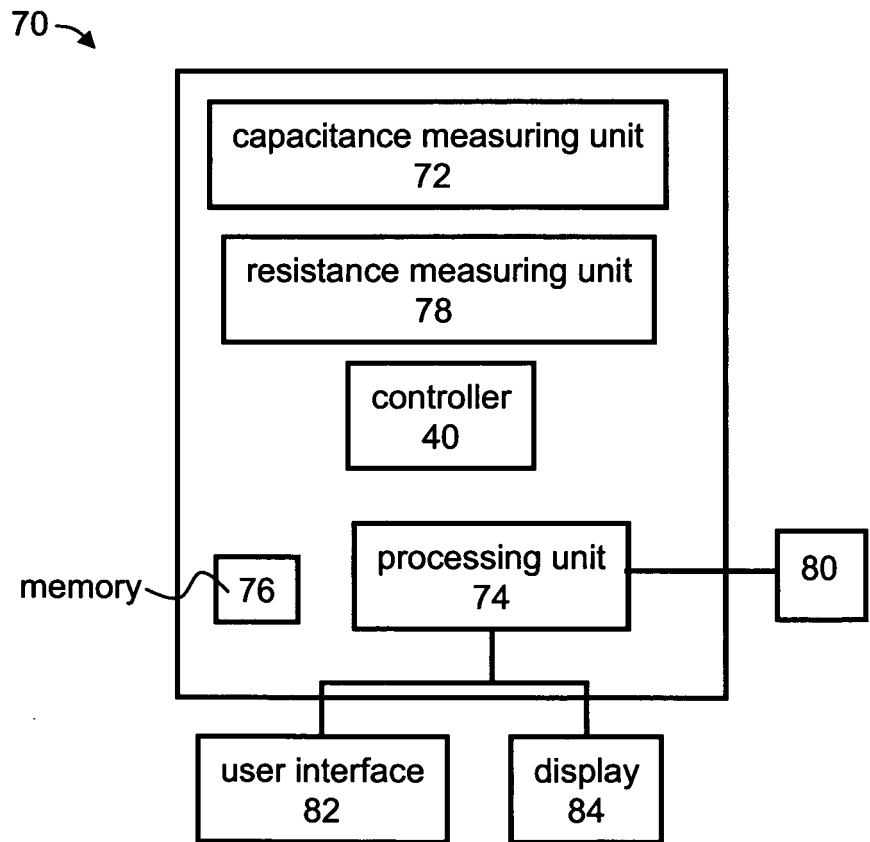 70
capacitance measuring unit
72
resistance measuring unit
78
controller
40
processing unit
74
80
memory
76
user interface
82
display
84